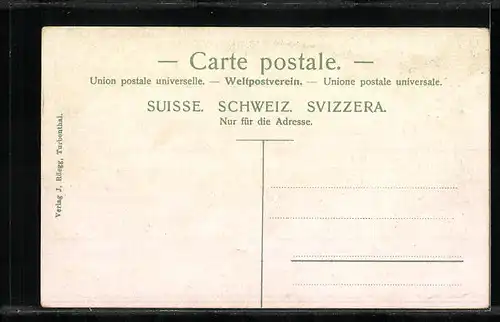 — Carte postale. —
Union postale universelle. — Weltpostverein. — Unione postale universale.
SUISSE. SCHWEIZ. SVIZZERA.
Nur für die Adresse.
Verlag J. Rüegg, Turbenthal.